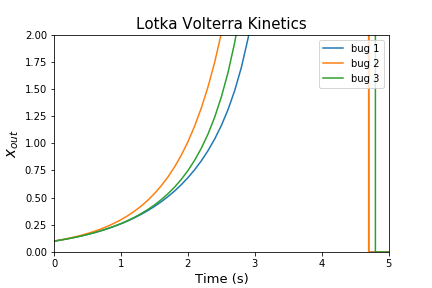 Lotka Volterra Kinetics
2.00
1.75
1.50
1.25
1.00
0.75
0.50
0.25
0.00
x_out
bug 1
bug 2
bug 3
0 1 2 3 4 5
Time (s)